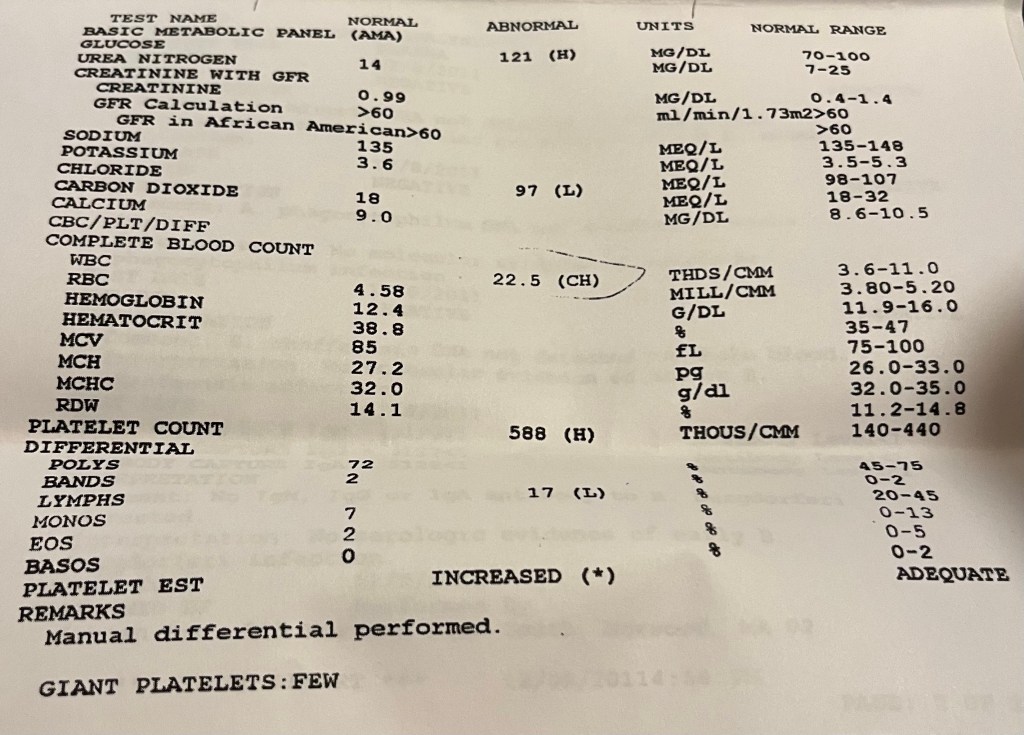 TEST NAME NORMAL ABNORMAL UNITS NORMAL RANGE
BASIC METABOLIC PANEL (AMA)
GLUCOSE 121 (H) MG/DL 70-100
UREA NITROGEN 14 MG/DL 7-25
CREATININE WITH GFR
CREATININE 0.99 MG/DL 0.4-1.4
GFR Calculation >60 ml/min/1.73m2>60
GFR in African American>60 >60
SODIUM 135 MEQ/L 135-148
POTASSIUM 3.6 MEQ/L 3.5-5.3
CHLORIDE 97 (L) MEQ/L 98-107
CARBON DIOXIDE 18 MEQ/L 18-32
CALCIUM 9.0 MG/DL 8.6-10.5
CBC/PLT/DIFF
COMPLETE BLOOD COUNT
WBC 22.5 (CH) THDS/CMM 3.6-11.0
RBC 4.58 MILL/CMM 3.80-5.20
HEMOGLOBIN 12.4 G/DL 11.9-16.0
HEMATOCRIT 38.8 % 35-47
MCV 85 fL 75-100
MCH 27.2 pg 26.0-33.0
MCHC 32.0 g/dl 32.0-35.0
RDW 14.1 % 11.2-14.8
PLATELET COUNT 588 (H) THOUS/CMM 140-440
DIFFERENTIAL
POLYS 72 % 45-75
BANDS 2 % 0-2
LYMPHS 17 (L) % 20-45
MONOS 7 % 0-13
EOS 2 % 0-5
BASOS 0 % 0-2
PLATELET EST INCREASED (*) ADEQUATE
REMARKS
Manual differential performed.
GIANT PLATELETS:FEW